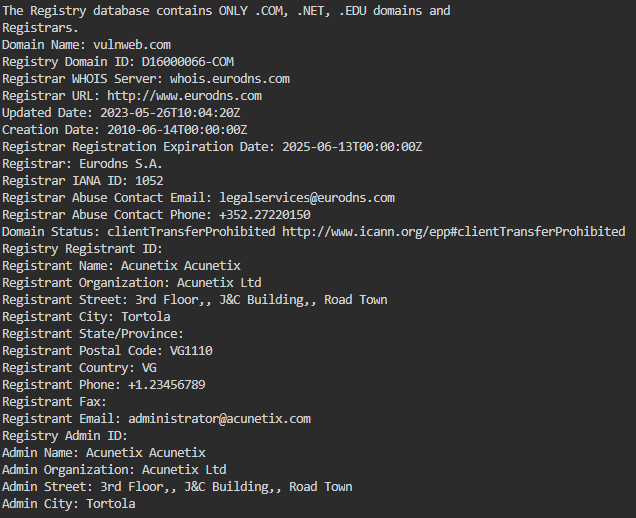 The Registry database contains ONLY .COM, .NET, .EDU domains and
Registrars.
Domain Name: vulnweb.com
Registry Domain ID: D16000066-COM
Registrar WHOIS Server: whois.eurodns.com
Registrar URL: http://www.eurodns.com
Updated Date: 2023-05-26T10:04:20Z
Creation Date: 2010-06-14T00:00:00Z
Registrar Registration Expiration Date: 2025-06-13T00:00:00Z
Registrar: Eurodns S.A.
Registrar IANA ID: 1052
Registrar Abuse Contact Email: legalservices@eurodns.com
Registrar Abuse Contact Phone: +352.27220150
Domain Status: clientTransferProhibited http://www.icann.org/epp#clientTransferProhibited
Registry Registrant ID:
Registrant Name: Acunetix Acunetix
Registrant Organization: Acunetix Ltd
Registrant Street: 3rd Floor,, J&C Building,, Road Town
Registrant City: Tortola
Registrant State/Province:
Registrant Postal Code: VG1110
Registrant Country: VG
Registrant Phone: +1.23456789
Registrant Fax:
Registrant Email: administrator@acunetix.com
Registry Admin ID:
Admin Name: Acunetix Acunetix
Admin Organization: Acunetix Ltd
Admin Street: 3rd Floor,, J&C Building,, Road Town
Admin City: Tortola